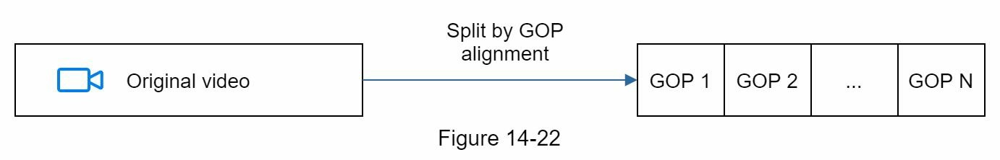 Split by GOP
alignment
Original video
GOP 1
GOP 2
...
GOP N
Figure 14-22